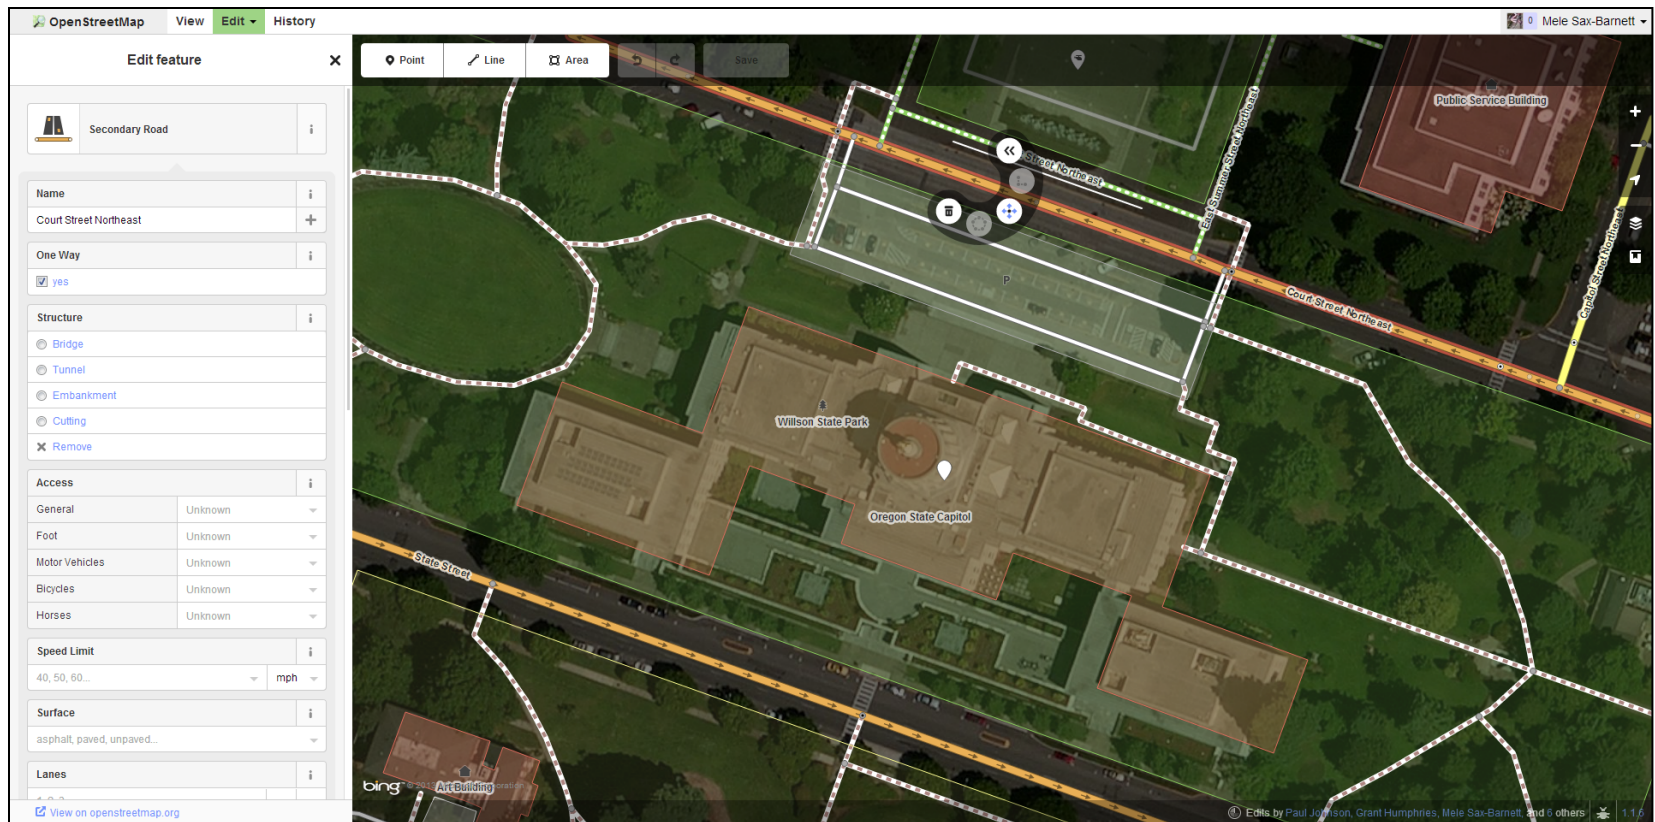 OpenStreetMap View Edit History 0 Mele Sax-Barnett
Edit feature
Point Line Area Save
Secondary Road
Name
Court Street Northeast
One Way
yes
Structure
Bridge
Tunnel
Embankment
Cutting
Remove
Access
General Unknown
Foot Unknown
Motor Vehicles Unknown
Bicycles Unknown
Horses Unknown
Speed Limit
40, 50, 60... mph
Surface
asphalt, paved, unpaved...
Lanes
View on openstreetmap.org
Public Service Building
Street Northeast
East Summer Street Northeast
Capitol Street Northeast
P
Court Street Northeast
Willson State Park
Oregon State Capitol
State Street
Art Building
bing
Edits by Paul Johnson, Grant Humphries, Mele Sax-Barnett, and 6 others 1.1.6